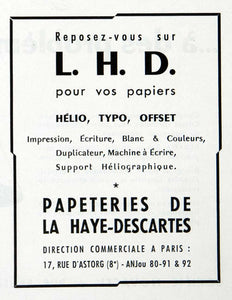 Reposez-vous sur
L. H. D.
pour vos papiers
HÉLIO, TYPO, OFFSET
Impression, Écriture, Blanc & Couleurs,
Duplicateur, Machine à Écrire,
Support Héliographique.
*
PAPETERIES DE
LA HAYE-DESCARTES
DIRECTION COMMERCIALE A PARIS :
17, RUE D'ASTORG (8e) - ANJou 80-91 & 92